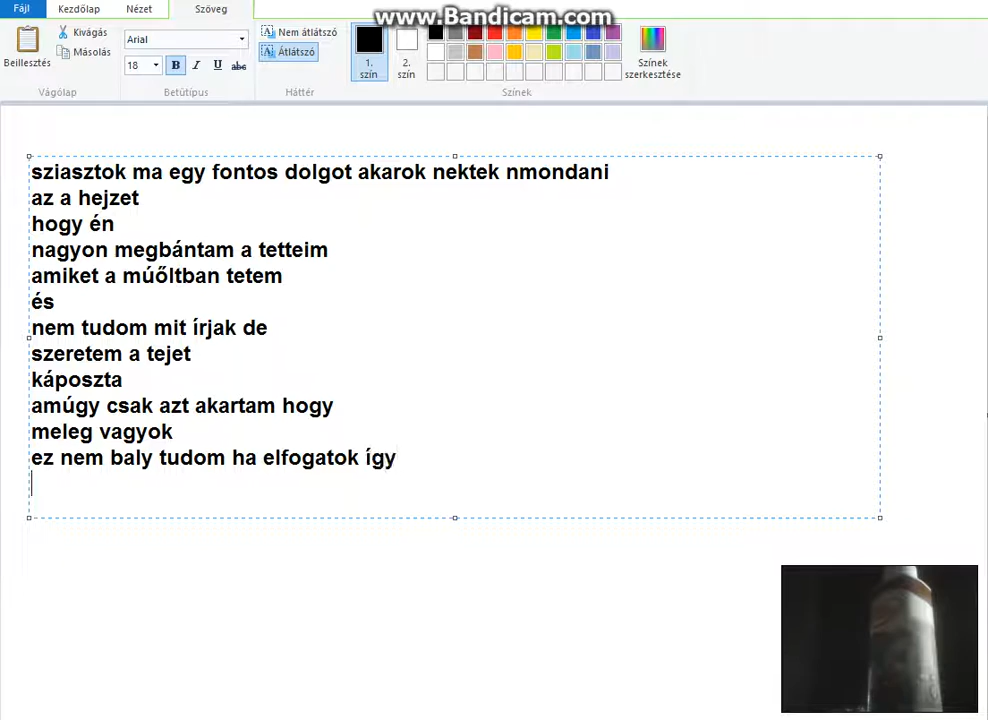 www.Bandicam.com
Fájl Kezdőlap Nézet Szöveg
Beillesztés
Kivágás
Másolás
Vágólap
Arial
18 B I U abc
Betűtípus
Nem átlátszó
Átlátszó
Háttér
1. szín
2. szín
Színek szerkesztése
Színek
sziasztok ma egy fontos dolgot akarok nektek nmondani
az a hejzet
hogy én
nagyon megbántam a tetteim
amiket a múőltban tetem
és
nem tudom mit írjak de
szeretem a tejet
káposzta
amúgy csak azt akartam hogy
meleg vagyok
ez nem baly tudom ha elfogatok így